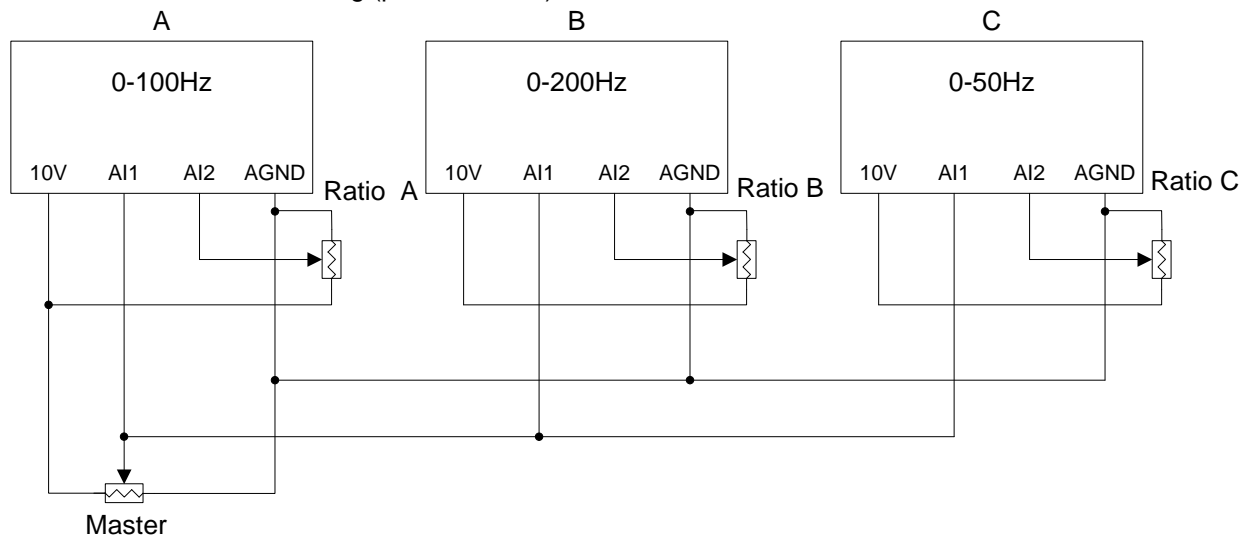 A B C
0-100Hz 0-200Hz 0-50Hz
10V AI1 AI2 AGND 10V AI1 AI2 AGND 10V AI1 AI2 AGND
Ratio A Ratio B Ratio C
Master